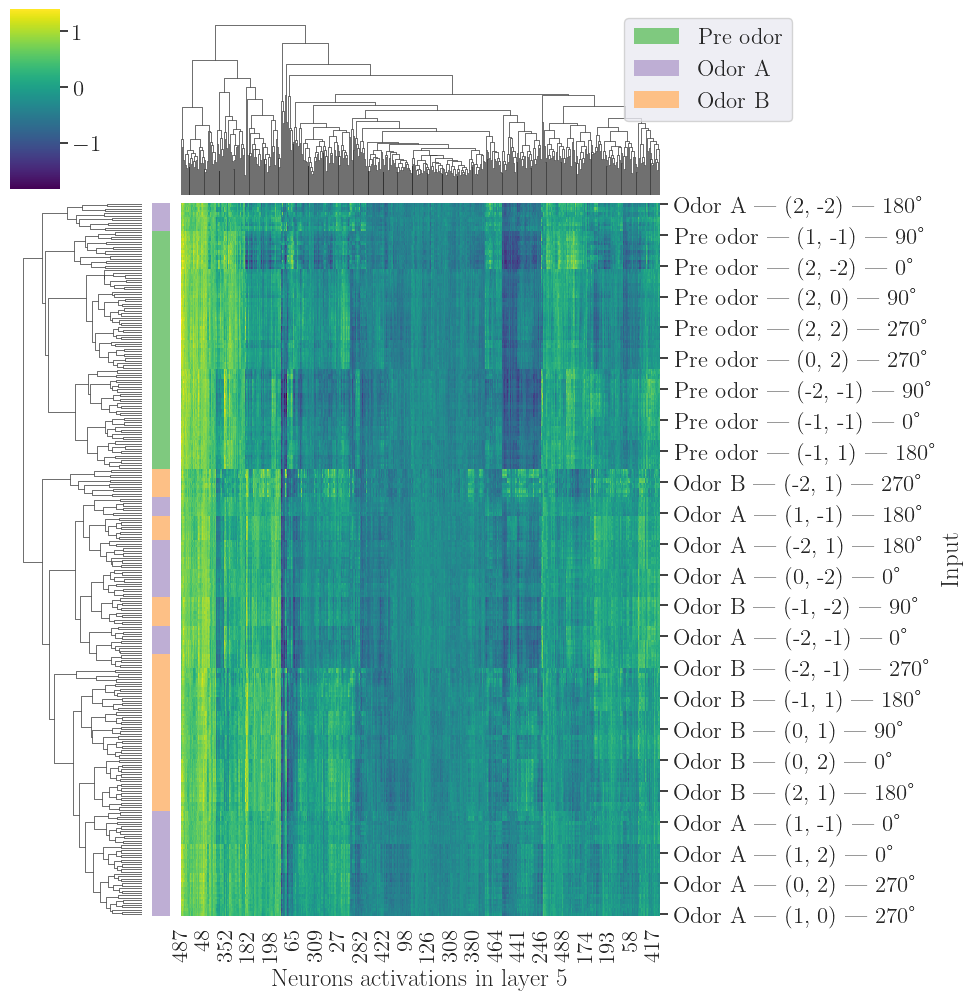 1
0
−1
Pre odor
Odor A
Odor B
Odor A — (2, -2) — 180°
Pre odor — (1, -1) — 90°
Pre odor — (2, -2) — 0°
Pre odor — (2, 0) — 90°
Pre odor — (2, 2) — 270°
Pre odor — (0, 2) — 270°
Pre odor — (-2, -1) — 90°
Pre odor — (-1, -1) — 0°
Pre odor — (-1, 1) — 180°
Odor B — (-2, 1) — 270°
Odor A — (1, -1) — 180°
Odor A — (-2, 1) — 180°
Odor A — (0, -2) — 0°
Odor B — (-1, -2) — 90°
Odor A — (-2, -1) — 0°
Odor B — (-2, -1) — 270°
Odor B — (-1, 1) — 180°
Odor B — (0, 1) — 90°
Odor B — (0, 2) — 0°
Odor B — (2, 1) — 180°
Odor A — (1, -1) — 0°
Odor A — (1, 2) — 0°
Odor A — (0, 2) — 270°
Odor A — (1, 0) — 270°
Input
487 48 352 182 198 65 309 27 282 422 98 126 308 380 464 441 246 488 174 193 58 417
Neurons activations in layer 5